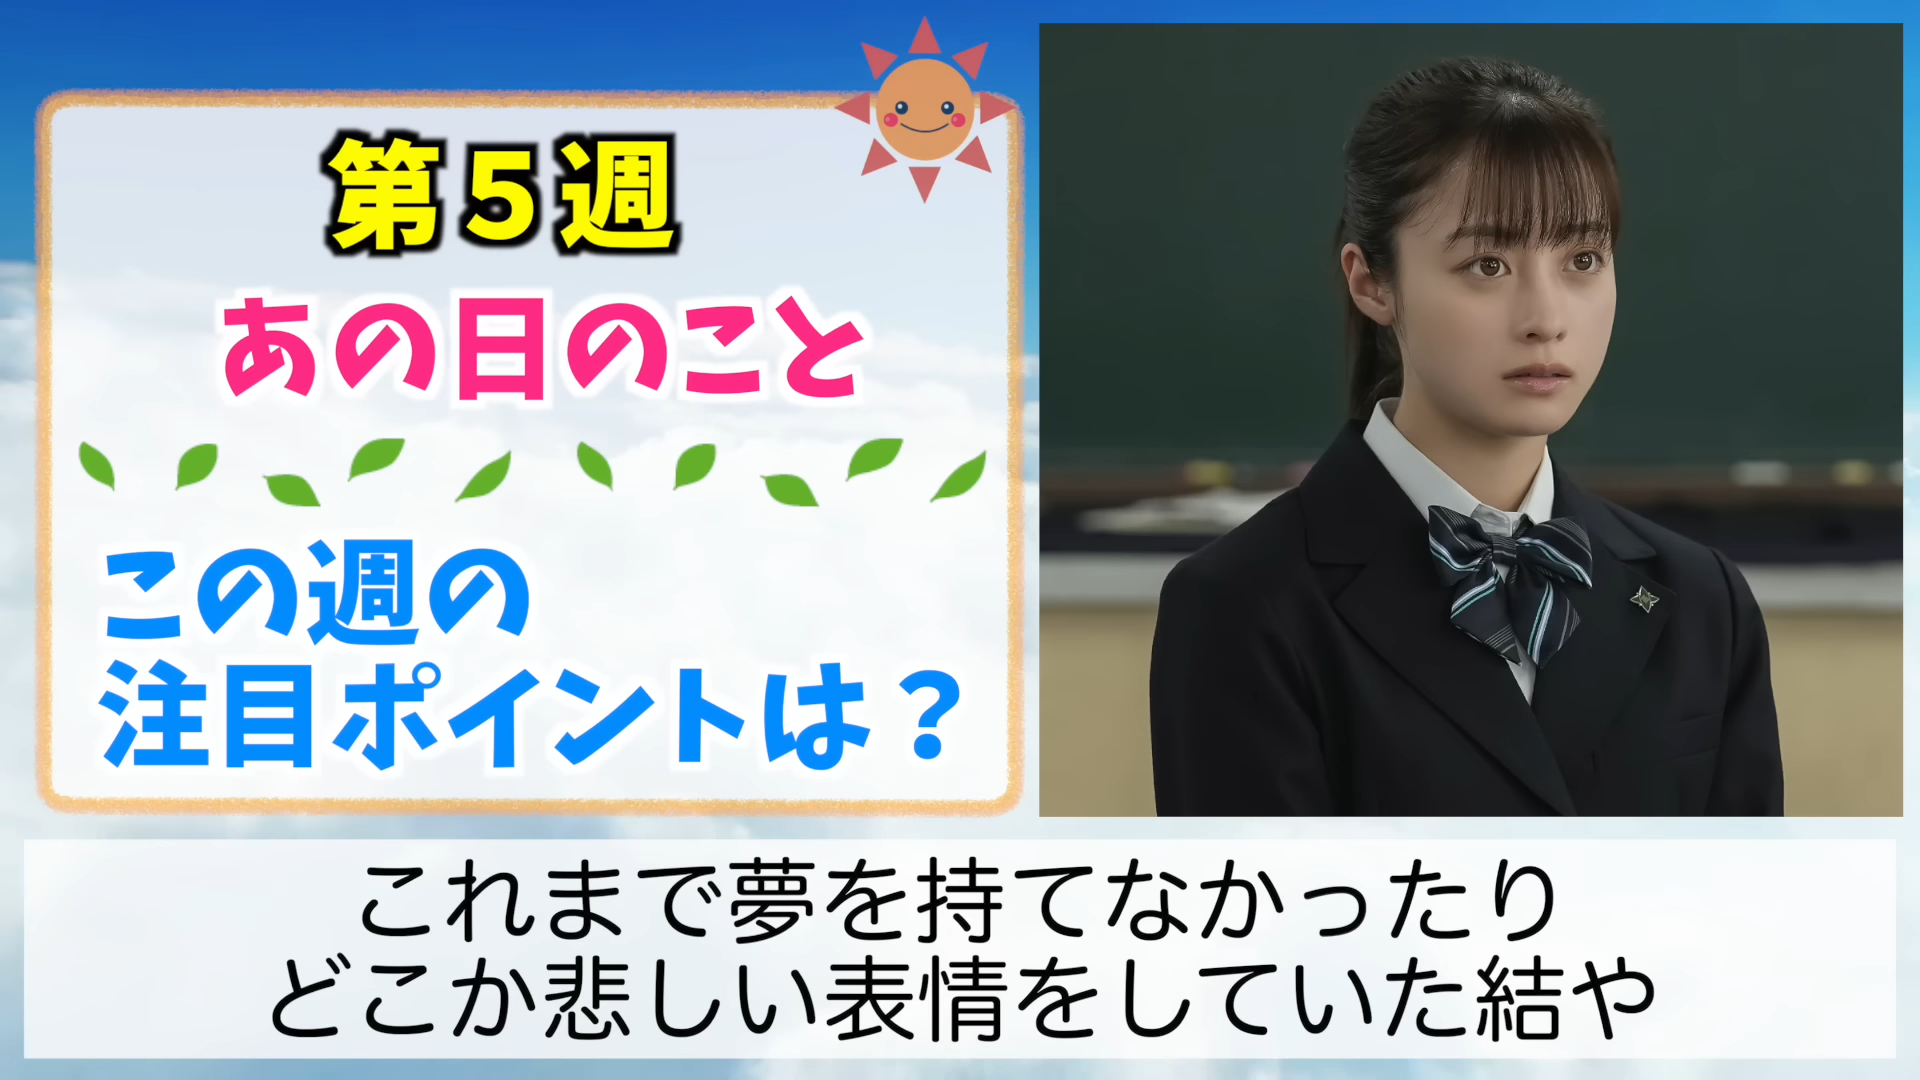 第5週
あの日のこと
この週の
注目ポイントは？
これまで夢を持てなかったり
どこか悲しい表情をしていた結や